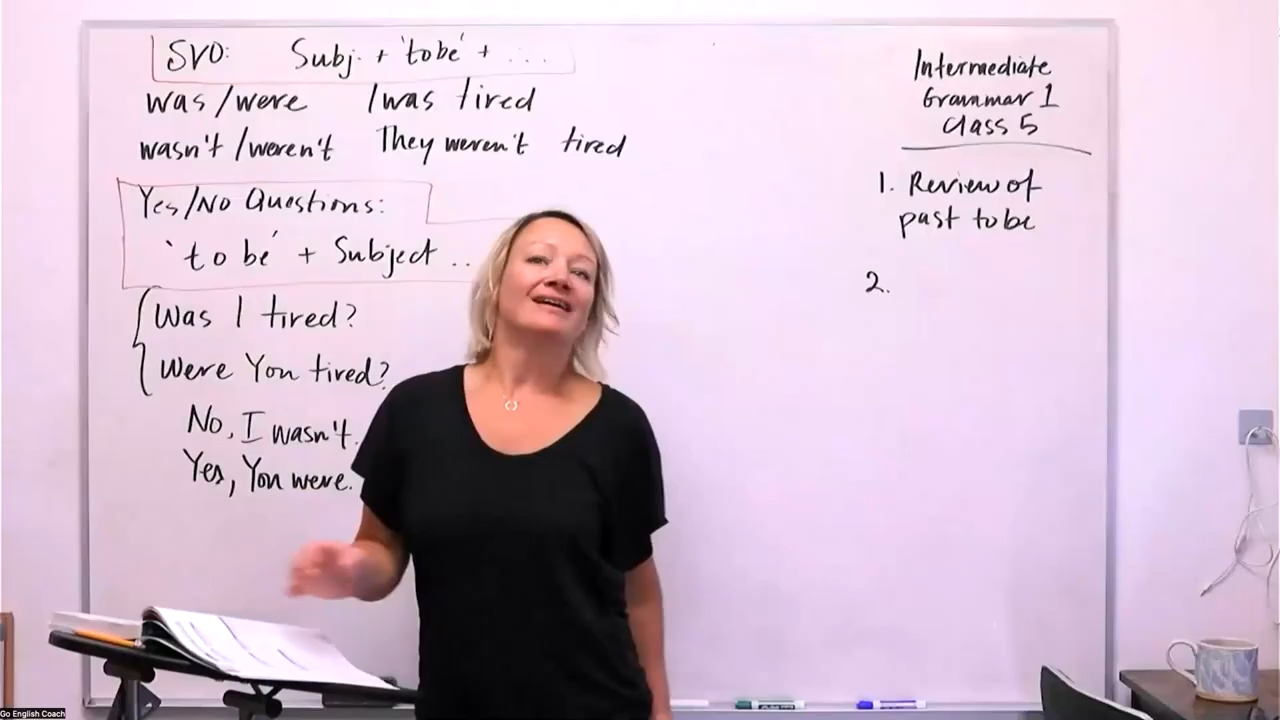 SVO: Subj. + 'to be' + ...
was/were I was tired
wasn't/weren't They weren't tired
Yes/No Questions:
'to be' + Subject ..
Was I tired?
Were You tired?
No, I wasn't.
Yes, You were.
Intermediate
Grammar 1
Class 5
1. Review of
past to be
2.
Go English Coach